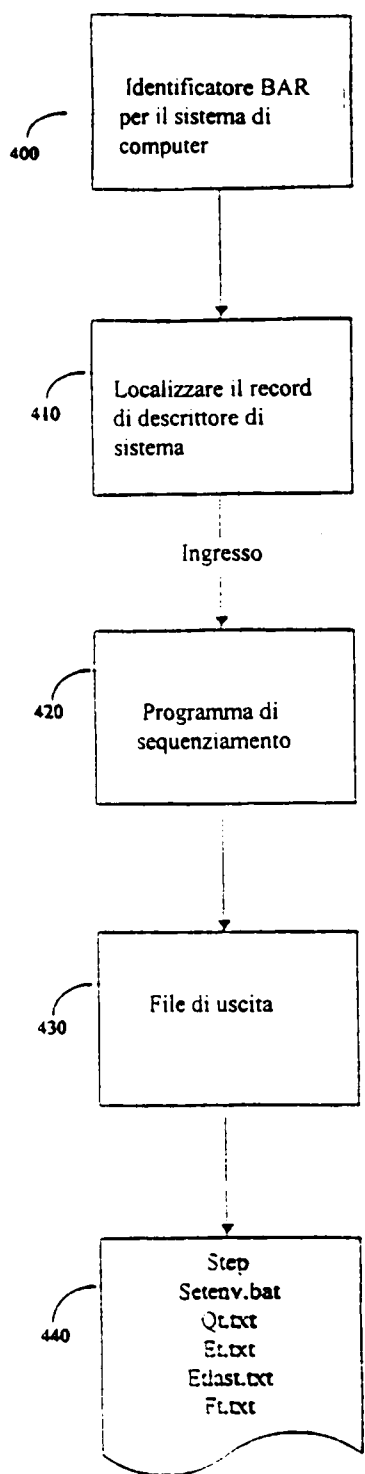 Identificatore BAR
per il sistema di
computer
400
Localizzare il record
di descrittore di
sistema
410
Ingresso
Programma di
sequenziamento
420
File di uscita
430
Step
Setenv.bat
Qt.txt
Et.txt
Etlast.txt
Ft.txt
440